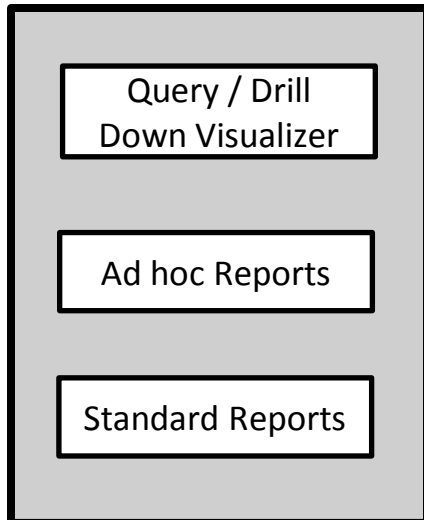 Query / Drill
Down Visualizer
Ad hoc Reports
Standard Reports